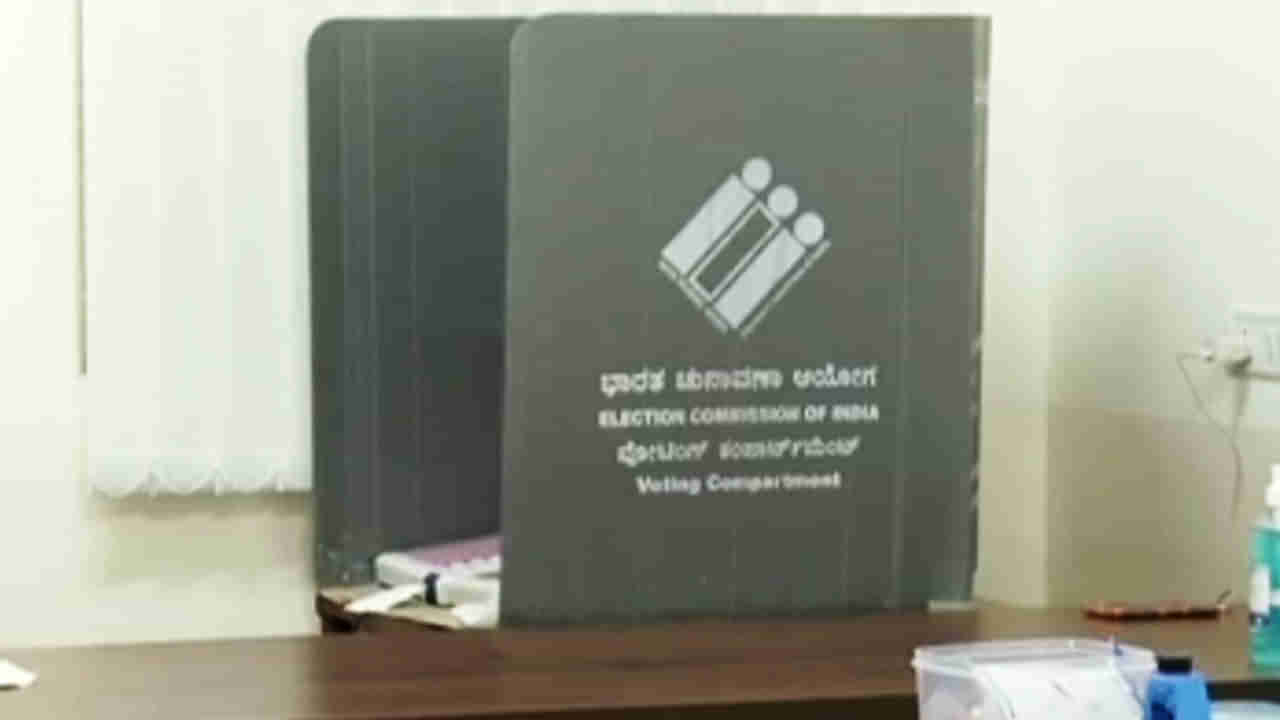 ಭಾರತ ಚುನಾವಣಾ ಆಯೋಗ
ELECTION COMMISSION OF INDIA
ವೋಟಿಂಗ್ ಕಂಪಾರ್ಟ್‌ಮೆಂಟ್
Voting Compartment